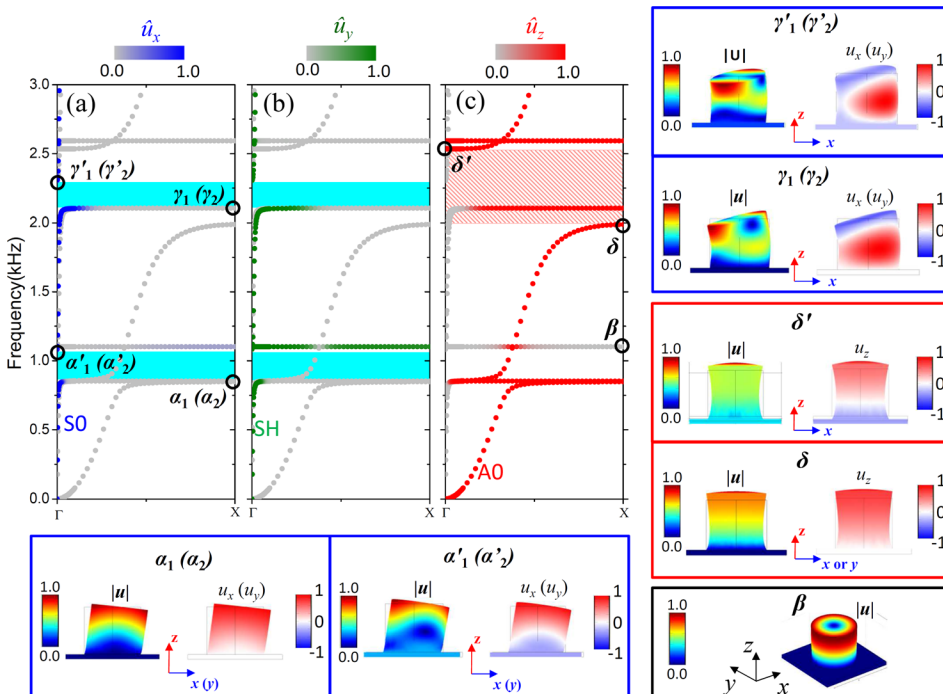 û_x
0.0 1.0
û_y
0.0 1.0
û_z
0.0 1.0
Frequency(kHz)
3.0
2.5
2.0
1.5
1.0
0.5
0.0
(a)
γ'₁ (γ'₂)
γ₁ (γ₂)
α'₁ (α'₂)
α₁ (α₂)
S0
Γ X
(b)
SH
Γ X
(c)
δ'
δ
β
A0
Γ X
γ'₁ (γ'₂)
|U| u_x (u_y)
1.0
0.0
z
x
1
0
-1
γ₁ (γ₂)
|u| u_x (u_y)
1.0
0.0
z
x
1
0
-1
δ'
|u| u_z
1.0
0.0
z
x
1
0
-1
δ
|u| u_z
1.0
0.0
z
x or y
1
0
-1
β
|u|
1.0
0.0
z
y x
α₁ (α₂)
|u| u_x (u_y)
1.0
0.0
z
x (y)
1
0
-1
α'₁ (α'₂)
|u| u_x (u_y)
1.0
0.0
z
x (y)
1
0
-1